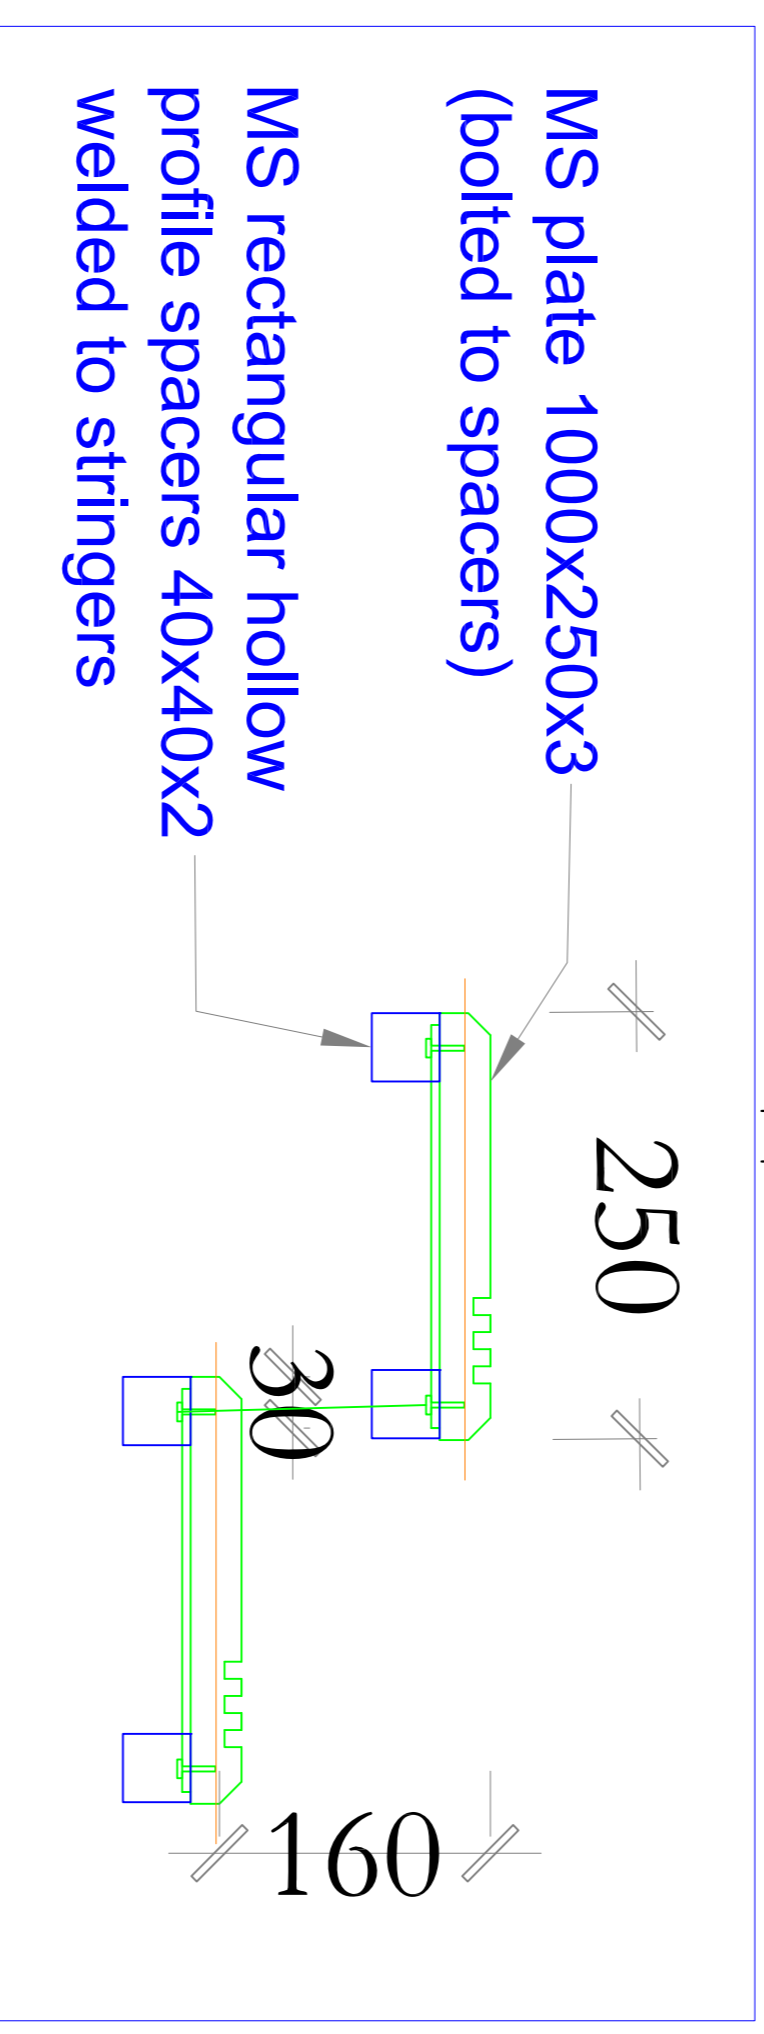 MS plate 1000x250x3
(bolted to spacers)
MS rectangular hollow
profile spacers 40x40x2
welded to stringers
250
30
160